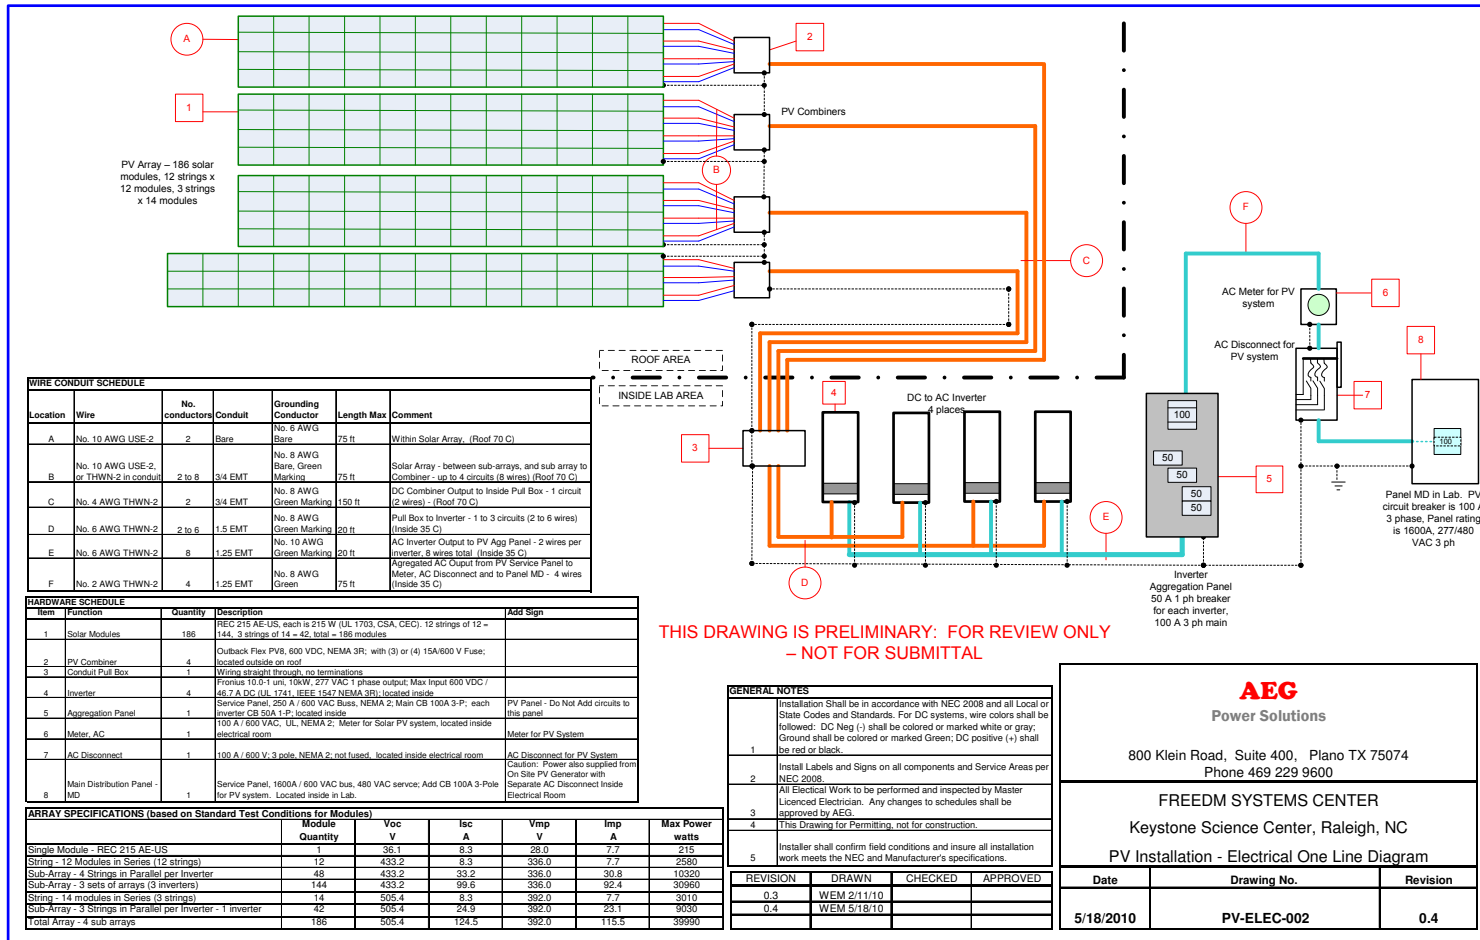 A
2
1
PV Combiners
PV Array – 186 solar
modules, 12 strings x
12 modules, 3 strings
x 14 modules
B
F
C
AC Meter for PV
system
6
AC Disconnect for
PV system
8
ROOF AREA
INSIDE LAB AREA
4
DC to AC Inverter
4 places
7
100
100
3
50
50
50
50
5
E
D
Panel MD in Lab. PV
circuit breaker is 100 A
3 phase, Panel rating
is 1600A, 277/480
VAC 3 ph
Inverter
Aggregation Panel
50 A 1 ph breaker
for each inverter,
100 A 3 ph main
WIRE CONDUIT SCHEDULE
Location Wire No. conductors Conduit Grounding Conductor Length Max Comment
A No. 10 AWG USE-2 2 Bare No. 6 AWG Bare 75 ft Within Solar Array, (Roof 70 C)
B No. 10 AWG USE-2, or THWN-2 in conduit 2 to 8 3/4 EMT No. 8 AWG Bare, Green Marking 75 ft Solar Array - between sub-arrays, and sub array to Combiner - up to 4 circuits (8 wires) (Roof 70 C)
C No. 4 AWG THWN-2 2 3/4 EMT No. 8 AWG Green Marking 150 ft DC Combiner Output to Inside Pull Box - 1 circuit (2 wires) - (Roof 70 C)
D No. 6 AWG THWN-2 2 to 6 1.5 EMT No. 8 AWG Green Marking 20 ft Pull Box to Inverter - 1 to 3 circuits (2 to 6 wires) (Inside 35 C)
E No. 6 AWG THWN-2 8 1.25 EMT No. 10 AWG Green Marking 20 ft AC Inverter Output to PV Agg Panel - 2 wires per inverter, 8 wires total (Inside 35 C)
F No. 2 AWG THWN-2 4 1.25 EMT No. 8 AWG Green 75 ft Agregated AC Ouput from PV Service Panel to Meter, AC Disconnect and to Panel MD - 4 wires (Inside 35 C)
HARDWARE SCHEDULE
Item Function Quantity Description Add Sign
1 Solar Modules 186 REC 215 AE-US, each is 215 W (UL 1703, CSA, CEC). 12 strings of 12 = 144, 3 strings of 14 = 42, total = 186 modules
2 PV Combiner 4 Outback Flex PV8, 600 VDC, NEMA 3R; with (3) or (4) 15A/600 V Fuse; located outside on roof
3 Conduit Pull Box 1 Wiring straight through, no terminations
4 Inverter 4 Fronius 10.0-1 uni, 10kW, 277 VAC 1 phase output; Max Input 600 VDC / 46.7 A DC (UL 1741, IEEE 1547 NEMA 3R); located inside
5 Aggregation Panel 1 Service Panel, 250 A / 600 VAC Buss, NEMA 2; Main CB 100A 3-P; each inverter CB 50A 1-P; located inside PV Panel - Do Not Add circuits to this panel
6 Meter, AC 1 100 A / 600 VAC, UL, NEMA 2; Meter for Solar PV system, located inside electrical room Meter for PV System
7 AC Disconnect 1 100 A / 600 V; 3 pole, NEMA 2; not fused, located inside electrical room AC Disconnect for PV System
8 Main Distribution Panel - MD 1 Service Panel, 1600A / 600 VAC bus, 480 VAC servce; Add CB 100A 3-Pole for PV system. Located inside in Lab. Caution: Power also supplied from On Site PV Generator with Separate AC Disconnect Inside Electrical Room
ARRAY SPECIFICATIONS (based on Standard Test Conditions for Modules)
Module Quantity Voc V Isc A Vmp V Imp A Max Power watts
Single Module - REC 215 AE-US 1 36.1 8.3 28.0 7.7 215
String - 12 Modules in Series (12 strings) 12 433.2 8.3 336.0 7.7 2580
Sub-Array - 4 Strings in Parallel per Inverter 48 433.2 33.2 336.0 30.8 10320
Sub-Array - 3 sets of arrays (3 inverters) 144 433.2 99.6 336.0 92.4 30960
String - 14 modules in Series (3 strings) 14 505.4 8.3 392.0 7.7 3010
Sub-Array - 3 Strings in Parallel per Inverter - 1 inverter 42 505.4 24.9 392.0 23.1 9030
Total Array - 4 sub arrays 186 505.4 124.5 392.0 115.5 39990
THIS DRAWING IS PRELIMINARY: FOR REVIEW ONLY
– NOT FOR SUBMITTAL
GENERAL NOTES
1 Installation Shall be in accordance with NEC 2008 and all Local or State Codes and Standards. For DC systems, wire colors shall be followed: DC Neg (-) shall be colored or marked white or gray; Ground shall be colored or marked Green; DC positive (+) shall be red or black.
2 Install Labels and Signs on all components and Service Areas per NEC 2008.
3 All Electical Work to be performed and inspected by Master Licenced Electrician. Any changes to schedules shall be approved by AEG.
4 This Drawing for Permitting, not for construction.
5 Installer shall confirm field conditions and insure all installation work meets the NEC and Manufacturer's specifications.
REVISION DRAWN CHECKED APPROVED
0.3 WEM 2/11/10
0.4 WEM 5/18/10
AEG
Power Solutions
800 Klein Road, Suite 400, Plano TX 75074
Phone 469 229 9600
FREEDM SYSTEMS CENTER
Keystone Science Center, Raleigh, NC
PV Installation - Electrical One Line Diagram
Date Drawing No. Revision
5/18/2010 PV-ELEC-002 0.4